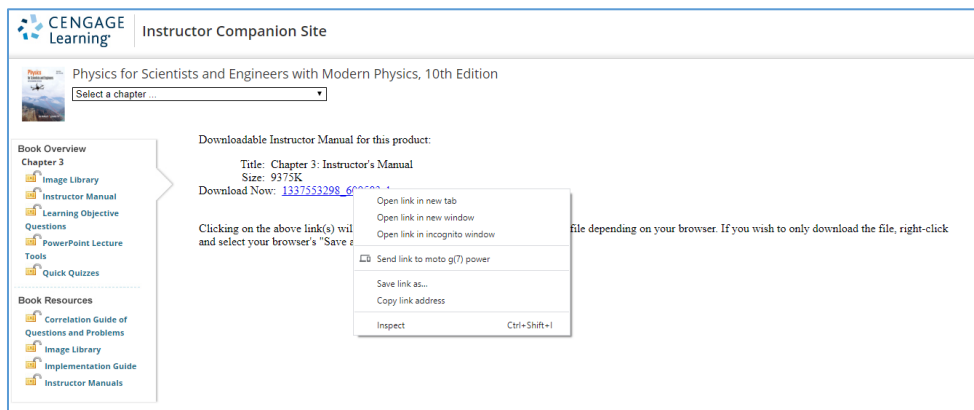 CENGAGE
Learning·
Instructor Companion Site
Physics for Scientists and Engineers with Modern Physics, 10th Edition
Select a chapter ...
Physics
Book Overview
Chapter 3
Image Library
Instructor Manual
Learning Objective
Questions
PowerPoint Lecture
Tools
Quick Quizzes
Book Resources
Correlation Guide of
Questions and Problems
Image Library
Implementation Guide
Instructor Manuals
Downloadable Instructor Manual for this product:
Title: Chapter 3: Instructor's Manual
Size: 9375K
Download Now: 1337553298
Clicking on the above link(s) wil file depending on your browser. If you wish to only download the file, right-click
and select your browser's "Save a
Open link in new tab
Open link in new window
Open link in incognito window
Send link to moto g(7) power
Save link as...
Copy link address
Inspect Ctrl+Shift+I